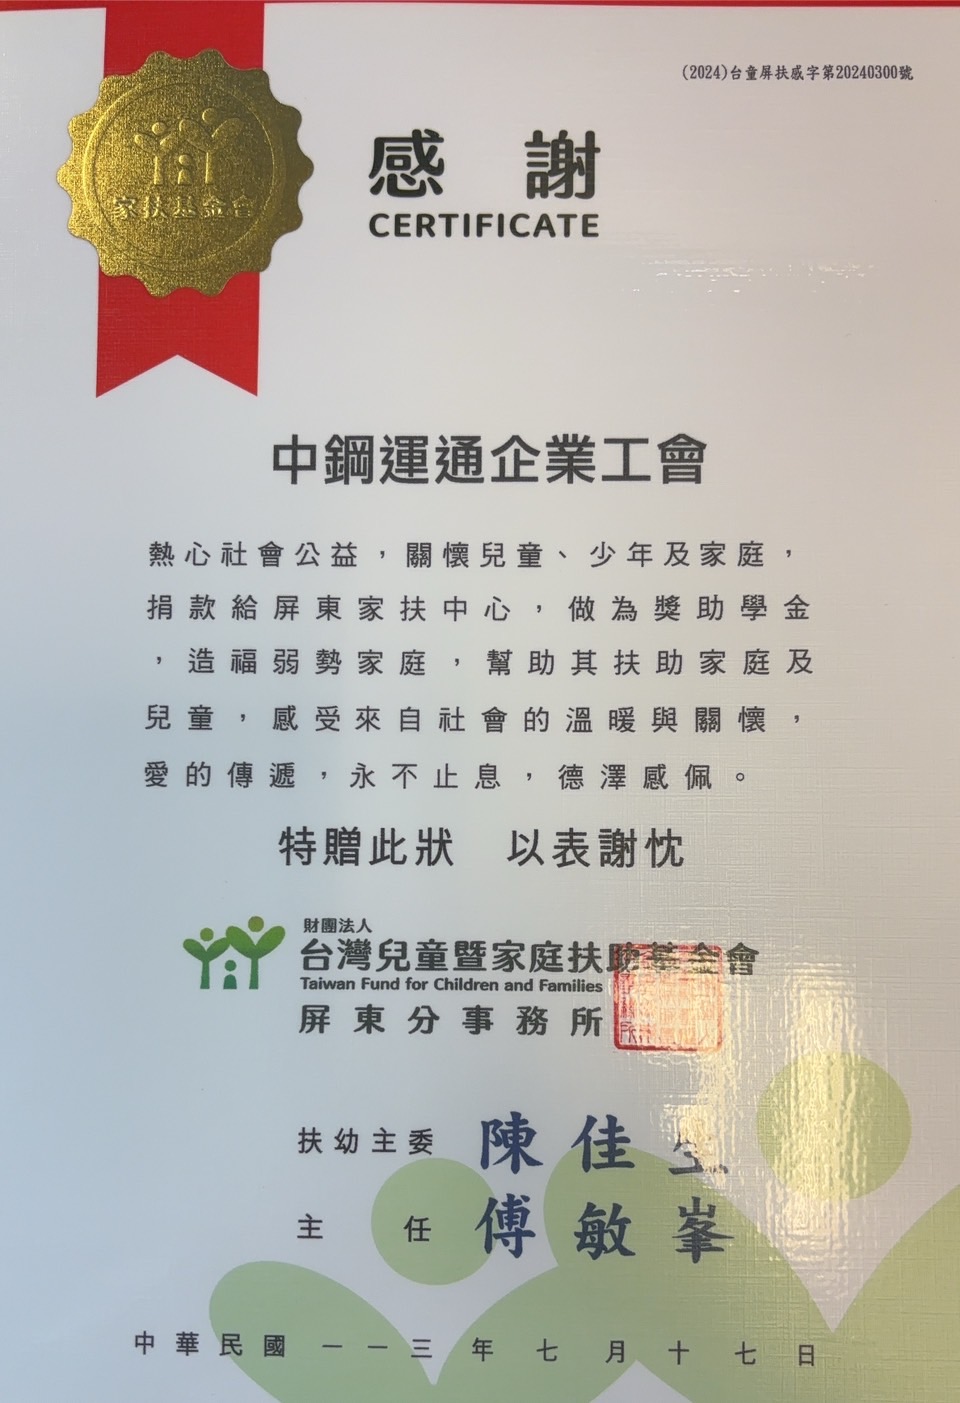 (2024)台童屏扶感字第20240300號
家扶基金會
感謝
CERTIFICATE
中鋼運通企業工會
熱心社會公益，關懷兒童、少年及家庭，
捐款給屏東家扶中心，做為獎助學金
，造福弱勢家庭，幫助其扶助家庭及
兒童，感受來自社會的溫暖與關懷，
愛的傳遞，永不止息，德澤感佩。
特贈此狀 以表謝忱
財團法人
台灣兒童暨家庭扶助基金會
Taiwan Fund for Children and Families
屏東分事務所
扶幼主委 陳佳
主任 傅敏峯
中華民國一一三年七月十七日